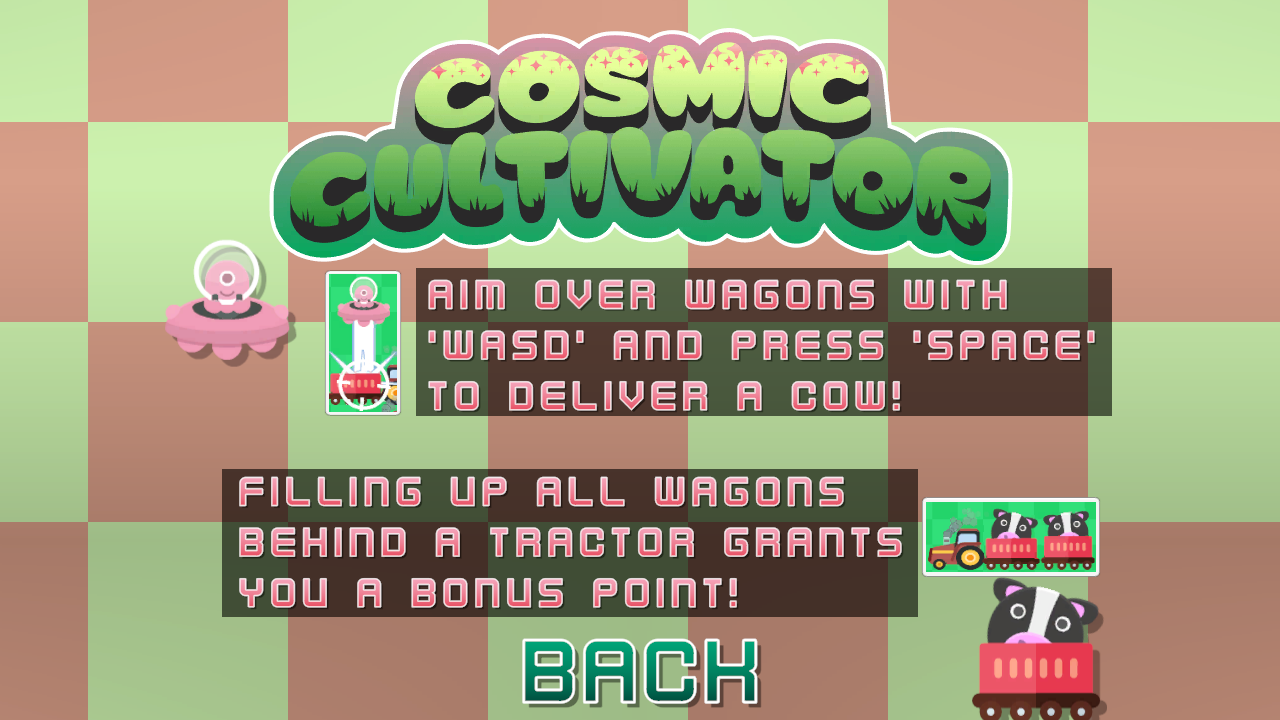 COSMIC
CULTIVATOR
AIM OVER WAGONS WITH
'WASD' AND PRESS 'SPACE'
TO DELIVER A COW!
FILLING UP ALL WAGONS
BEHIND A TRACTOR GRANTS
YOU A BONUS POINT!
BACK